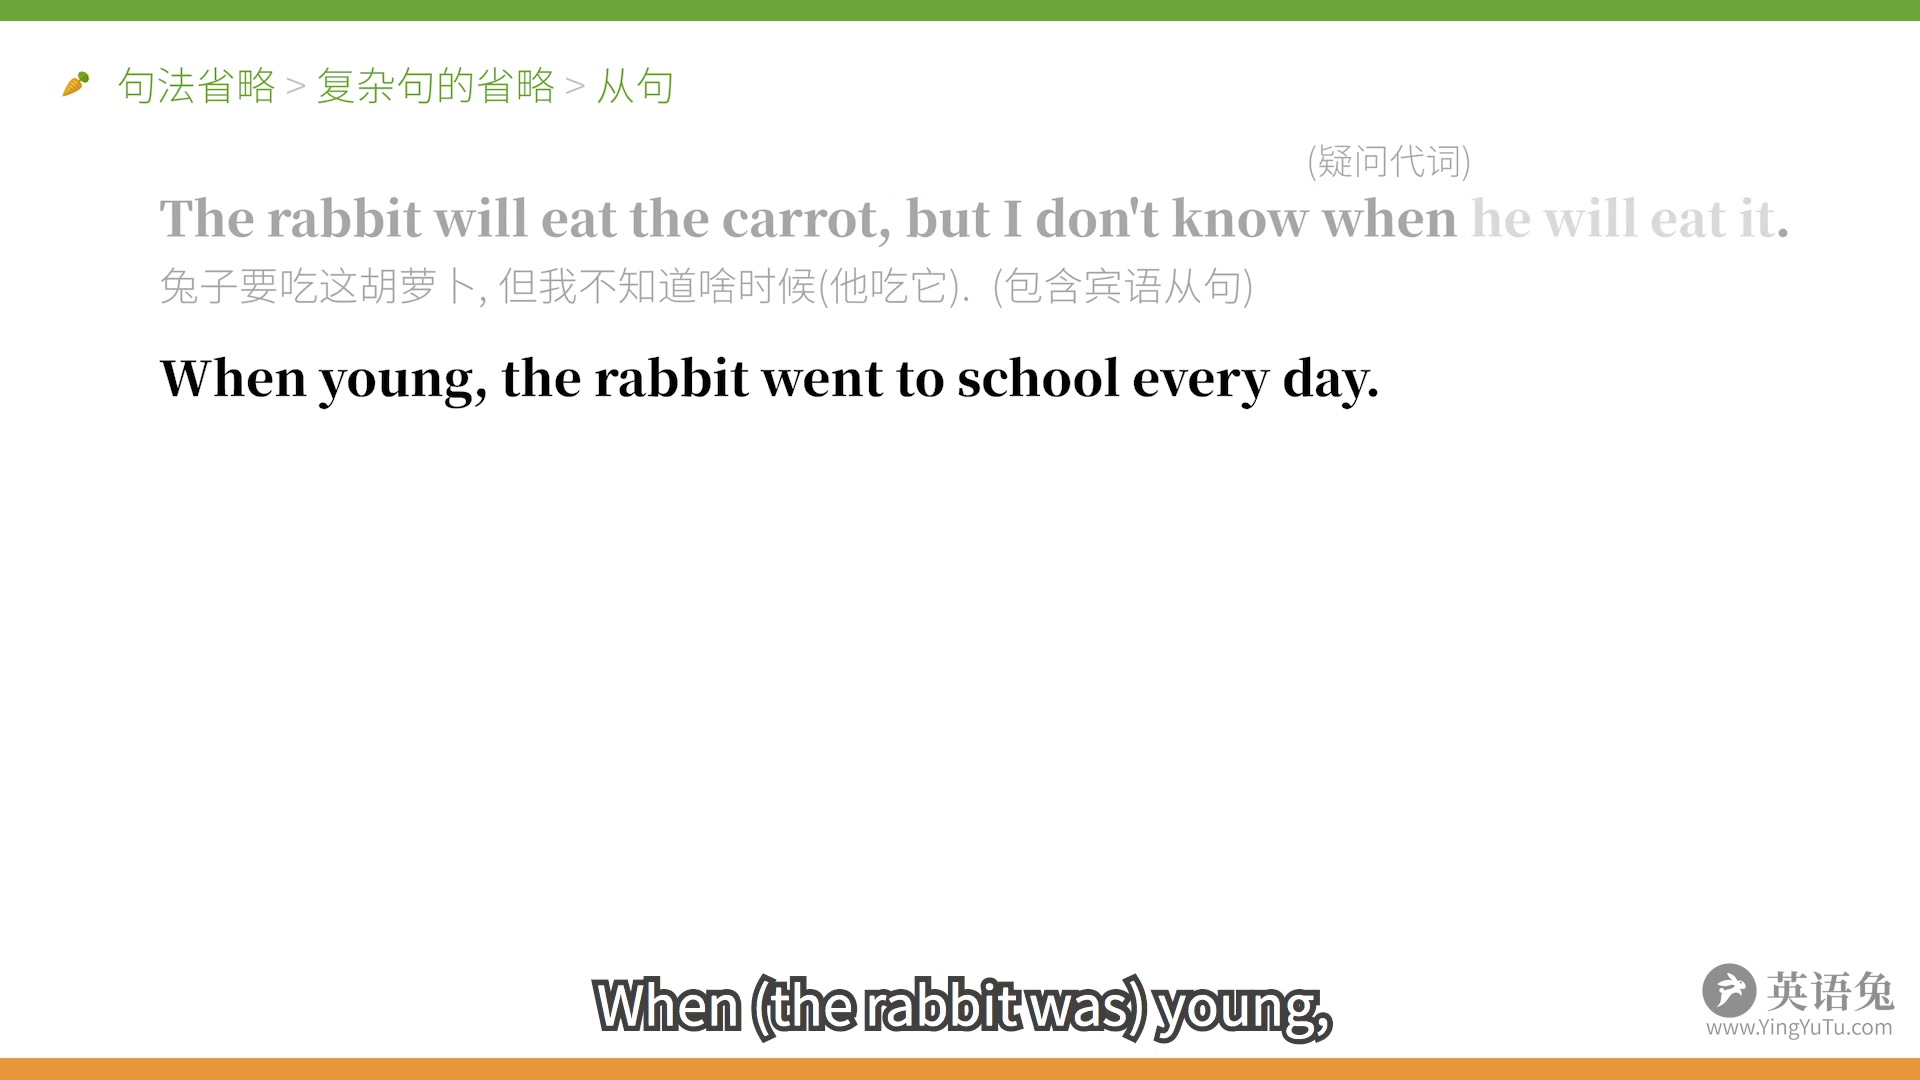 句法省略 > 复杂句的省略 > 从句
(疑问代词)
The rabbit will eat the carrot, but I don't know when he will eat it.
兔子要吃这胡萝卜, 但我不知道啥时候(他吃它). (包含宾语从句)
When young, the rabbit went to school every day.
When (the rabbit was) young,
英语兔
www.YingYuTu.com